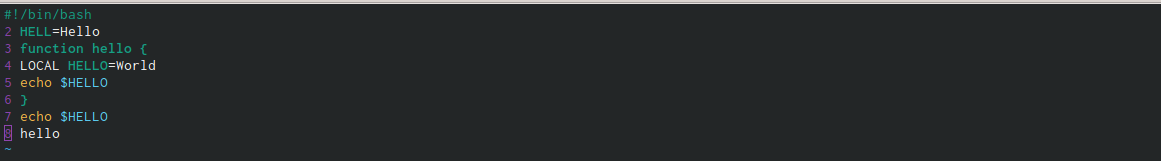 #!/bin/bash
2 HELL=Hello
3 function hello {
4 LOCAL HELLO=World
5 echo $HELLO
6 }
7 echo $HELLO
8 hello
~